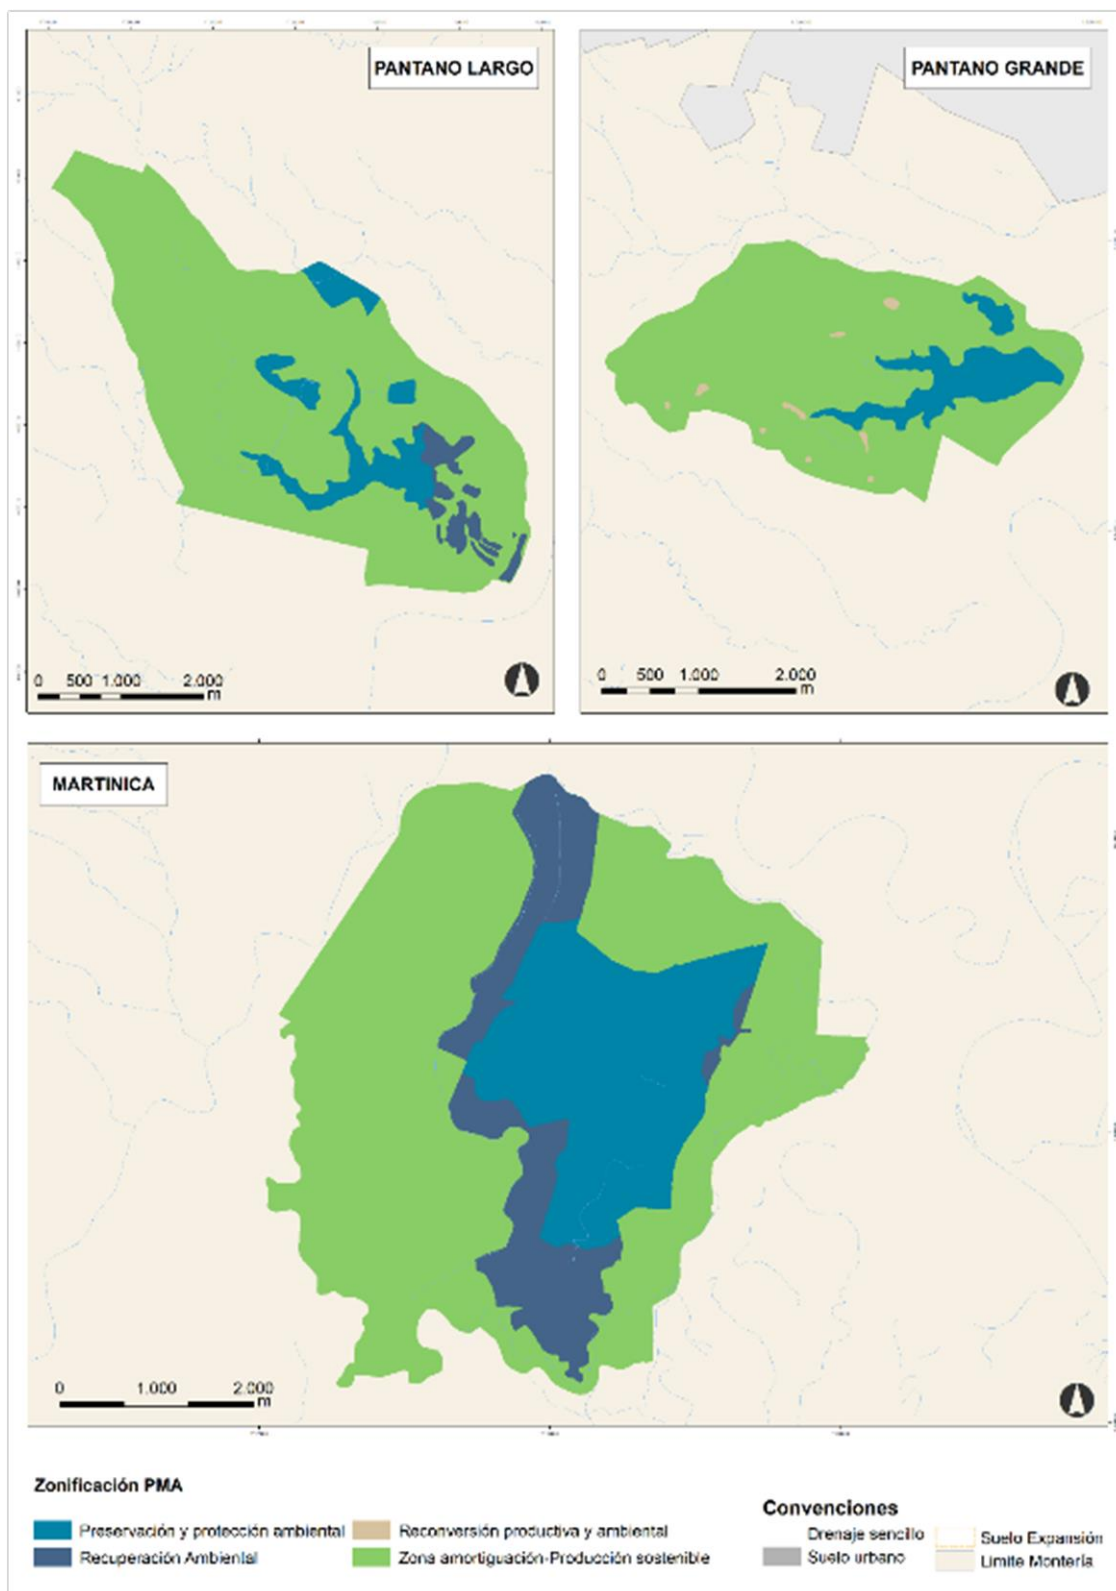 PANTANO LARGO
PANTANO GRANDE
0 500 1.000 2.000
m
0 500 1.000 2.000
m
MARTINICA
0 1.000 2.000
m
Zonificación PMA
Preservación y protección ambiental
Reconversión productiva y ambiental
Recuperación Ambiental
Zona amortiguación-Producción sostenible
Convenciones
Drenaje sencillo
Suelo Expansión
Suelo urbano
Limite Montería